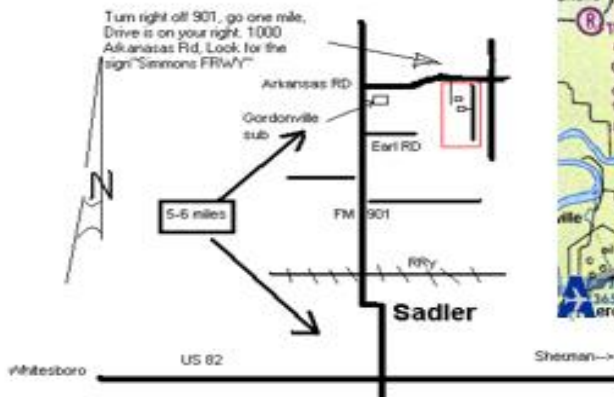 Turn right off 901, go one mile,
Drive is on your right. 1000
Arkanasas Rd, Look for the
sign"Simmons FRWY"
Arkansas RD
Gordonville
sub
Earl RD
N
5-6 miles
FM 901
RRy
Sadler
US 82
Whitesboro
Sherman-->
R